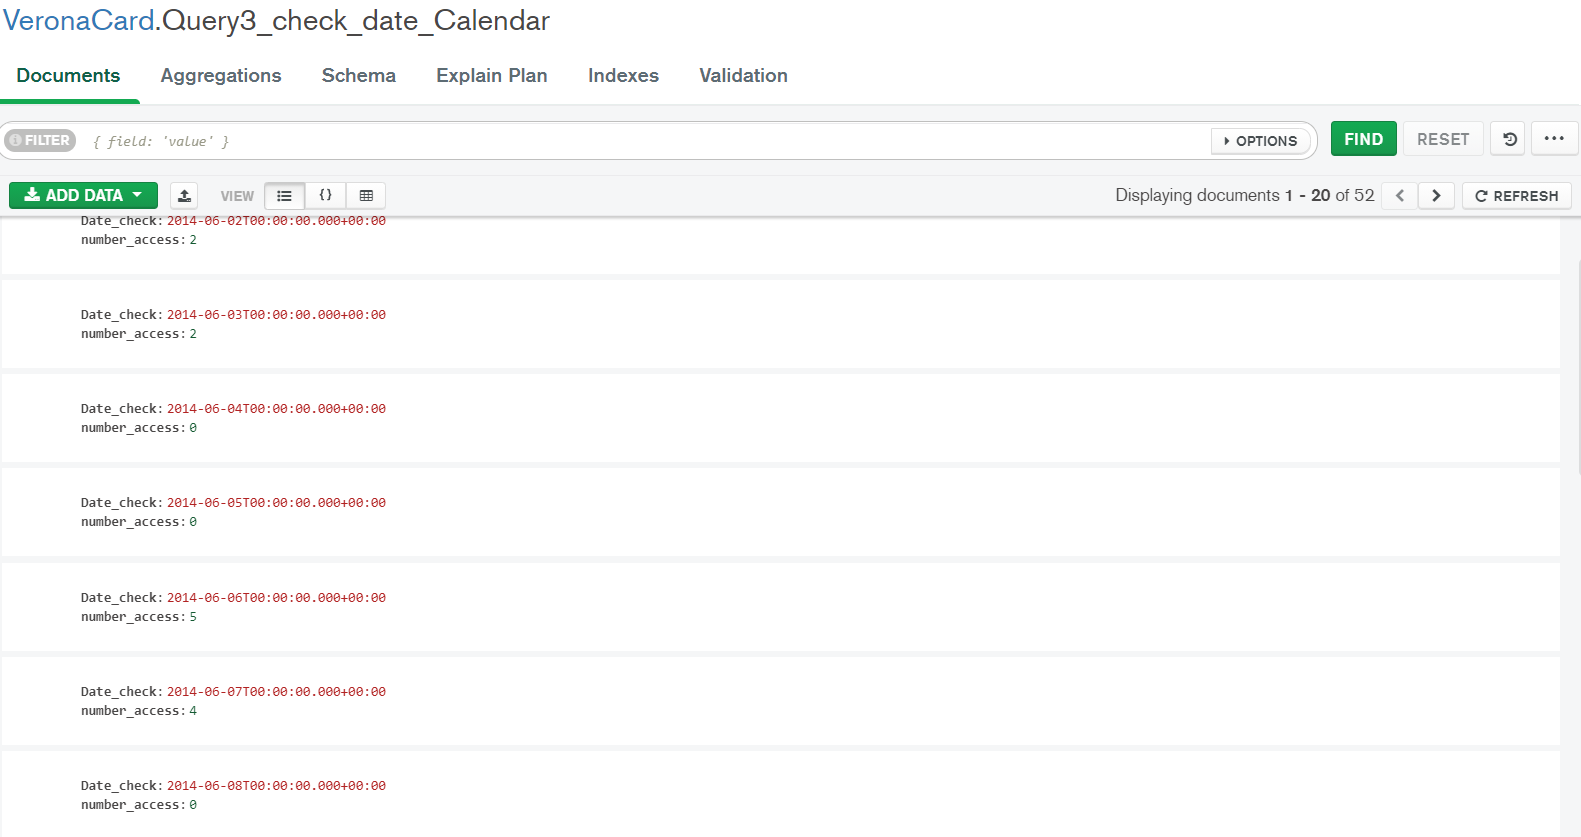 VeronaCard.Query3_check_date_Calendar
Documents Aggregations Schema Explain Plan Indexes Validation
FILTER { field: 'value' } OPTIONS FIND RESET ...
ADD DATA VIEW {} Displaying documents 1 - 20 of 52 < > REFRESH
Date_check: 2014-06-02T00:00:00.000+00:00
number_access: 2
Date_check: 2014-06-03T00:00:00.000+00:00
number_access: 2
Date_check: 2014-06-04T00:00:00.000+00:00
number_access: 0
Date_check: 2014-06-05T00:00:00.000+00:00
number_access: 0
Date_check: 2014-06-06T00:00:00.000+00:00
number_access: 5
Date_check: 2014-06-07T00:00:00.000+00:00
number_access: 4
Date_check: 2014-06-08T00:00:00.000+00:00
number_access: 0